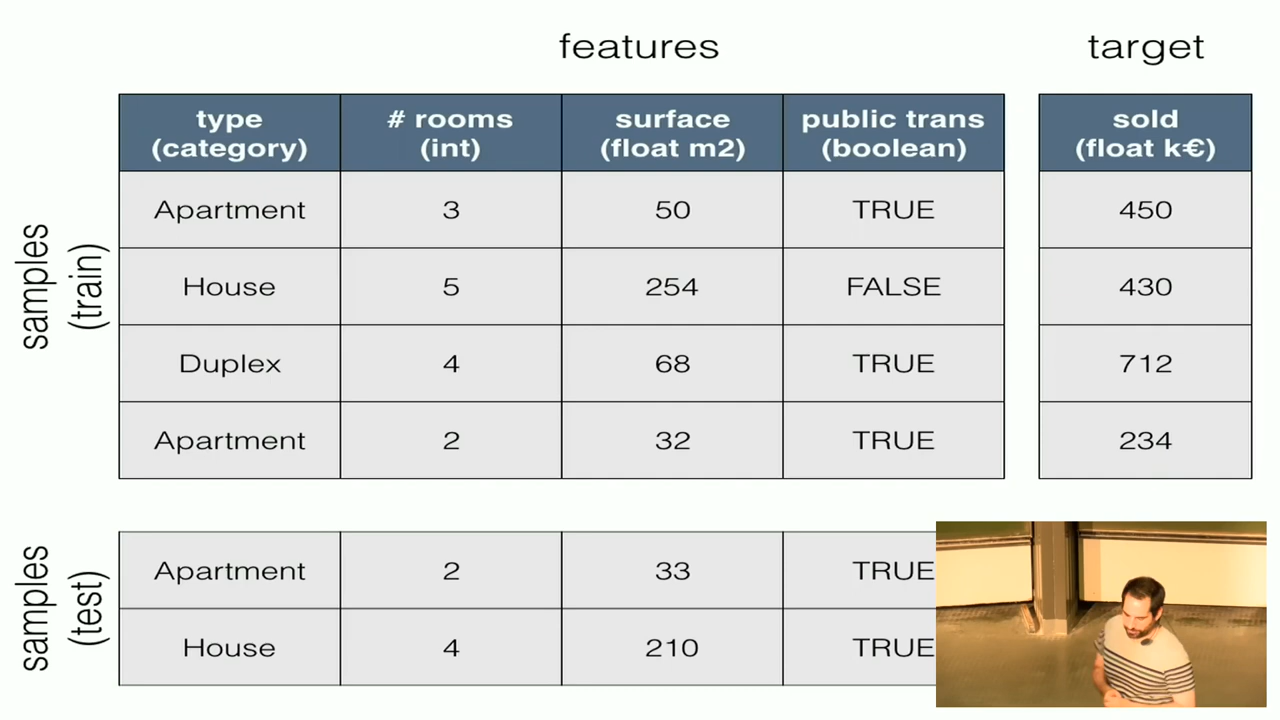 features
target
type
(category)
# rooms
(int)
surface
(float m2)
public trans
(boolean)
sold
(float k€)
samples
(train)
Apartment 3 50 TRUE 450
House 5 254 FALSE 430
Duplex 4 68 TRUE 712
Apartment 2 32 TRUE 234
samples
(test)
Apartment 2 33 TRUE
House 4 210 TRUE